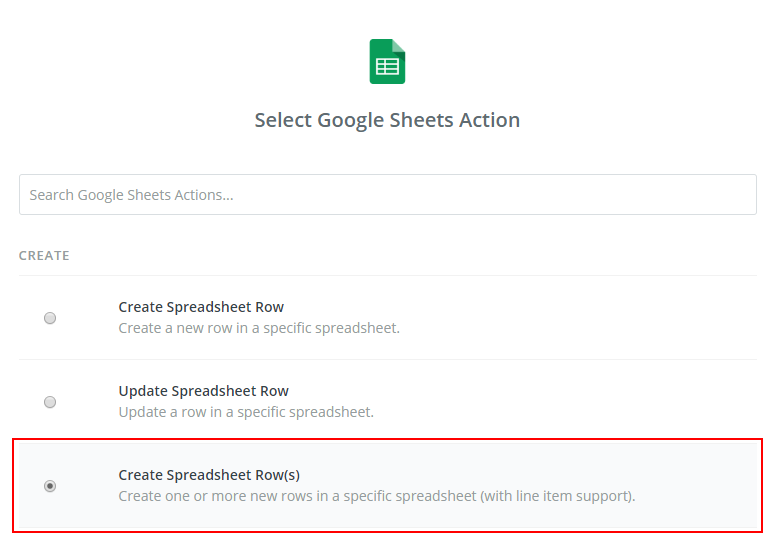 Select Google Sheets Action
Search Google Sheets Actions...
CREATE
Create Spreadsheet Row
Create a new row in a specific spreadsheet.
Update Spreadsheet Row
Update a row in a specific spreadsheet.
Create Spreadsheet Row(s)
Create one or more new rows in a specific spreadsheet (with line item support).